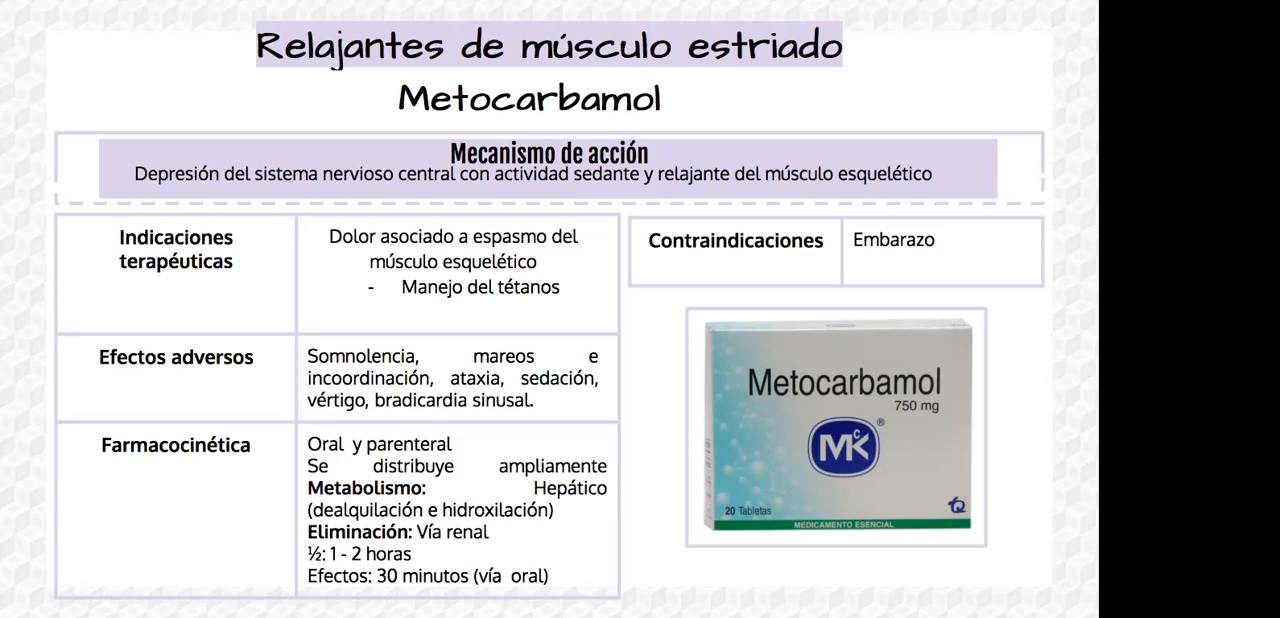 Relajantes de músculo estriado
Metocarbamol
Mecanismo de acción
Depresión del sistema nervioso central con actividad sedante y relajante del músculo esquelético
Indicaciones
terapéuticas
Dolor asociado a espasmo del
músculo esquelético
- Manejo del tétanos
Efectos adversos
Somnolencia, mareos e
incoordinación, ataxia, sedación,
vértigo, bradicardia sinusal.
Farmacocinética
Oral y parenteral
Se distribuye ampliamente
Metabolismo: Hepático
(dealquilación e hidroxilación)
Eliminación: Vía renal
½: 1 - 2 horas
Efectos: 30 minutos (vía oral)
Contraindicaciones
Embarazo
Metocarbamol
750 mg
MK
®
20 Tabletas
TQ
MEDICAMENTO ESENCIAL